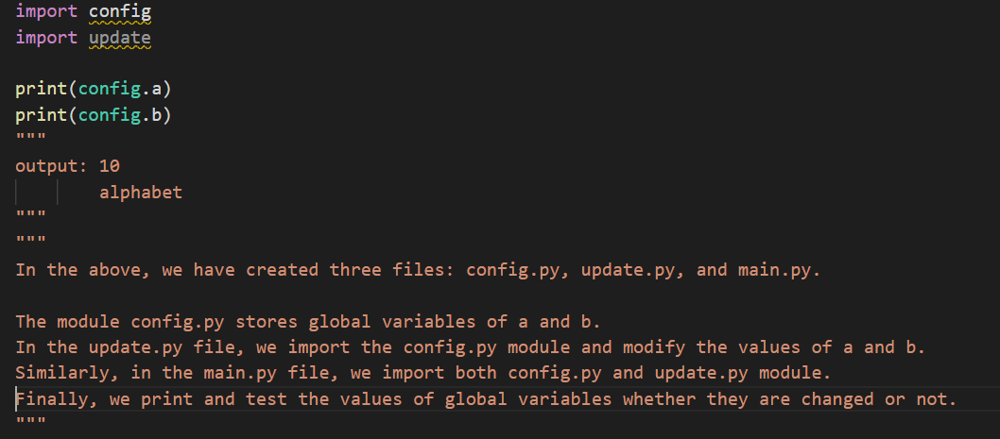 import config
import update
print(config.a)
print(config.b)
"""
output: 10
alphabet
"""
"""
In the above, we have created three files: config.py, update.py, and main.py.
The module config.py stores global variables of a and b.
In the update.py file, we import the config.py module and modify the values of a and b.
Similarly, in the main.py file, we import both config.py and update.py module.
Finally, we print and test the values of global variables whether they are changed or not.
"""